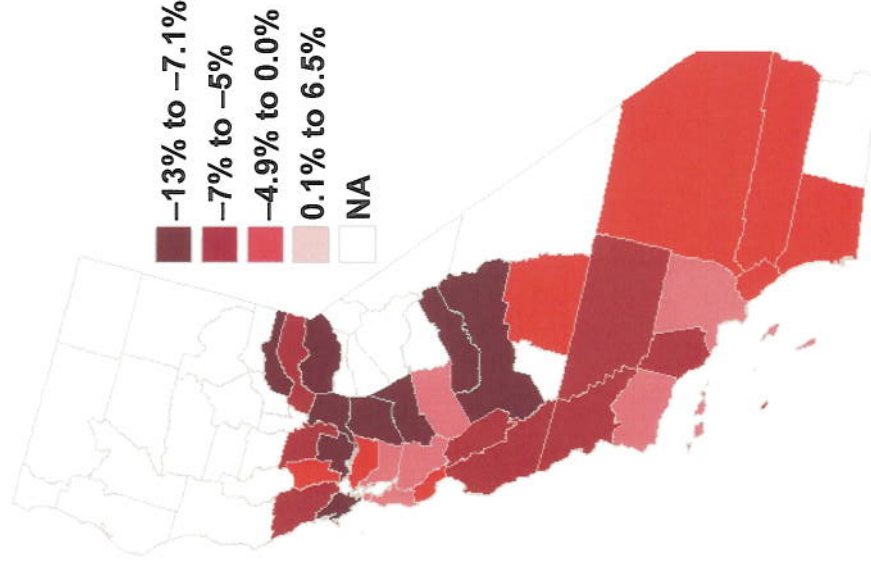 –13% to –7.1%
–7% to –5%
–4.9% to 0.0%
0.1% to 6.5%
NA